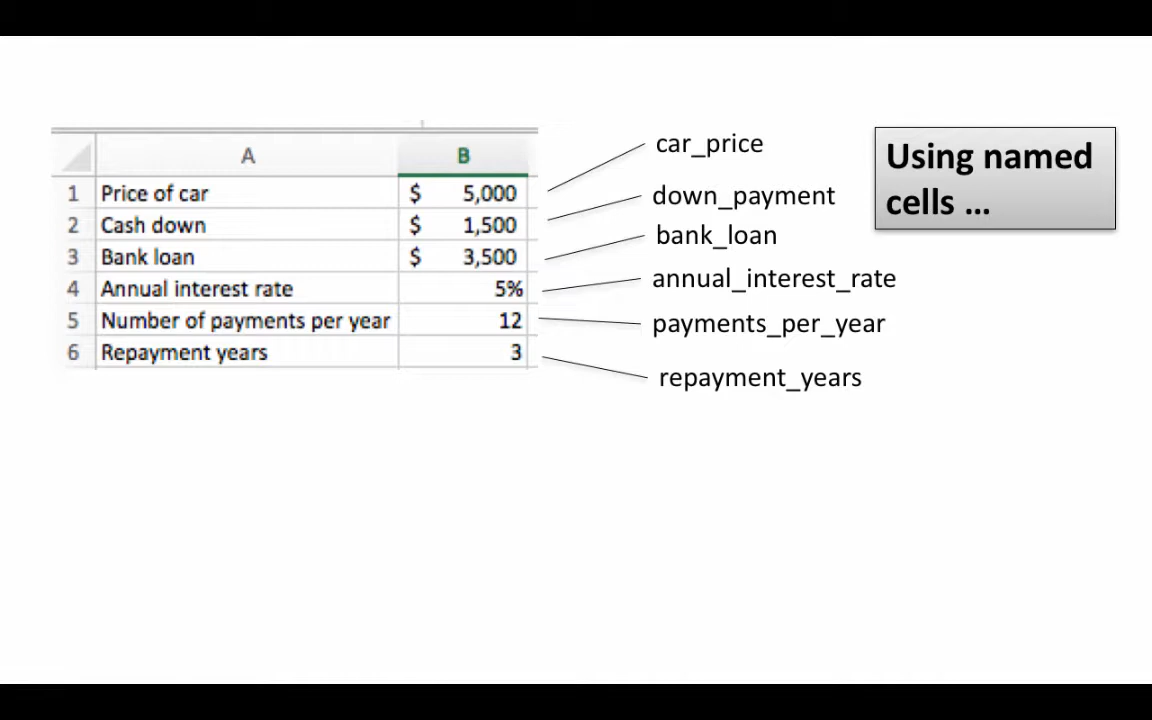 A B
1 Price of car $ 5,000
2 Cash down $ 1,500
3 Bank loan $ 3,500
4 Annual interest rate 5%
5 Number of payments per year 12
6 Repayment years 3
car_price
down_payment
bank_loan
annual_interest_rate
payments_per_year
repayment_years
Using named
cells ...